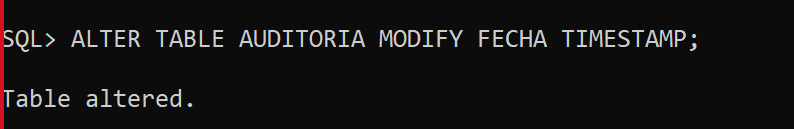 SQL> ALTER TABLE AUDITORIA MODIFY FECHA TIMESTAMP;
Table altered.